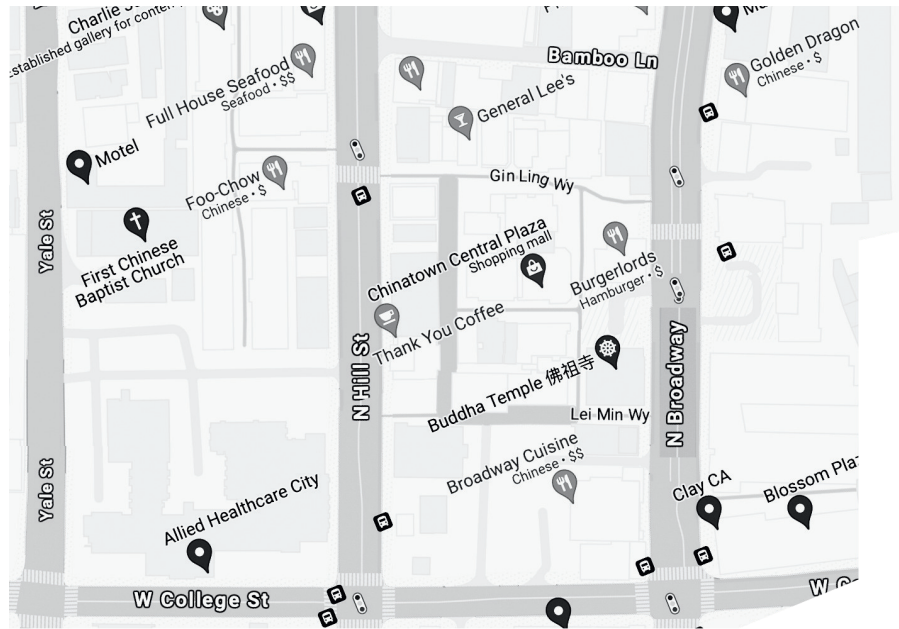 Charlie J
Established gallery for contem
Full House Seafood
Seafood • $$
Bamboo Ln
Golden Dragon
Chinese • $
General Lee's
Motel
Foo-Chow
Chinese • $
Gin Ling Wy
Yale St
First Chinese
Baptist Church
Chinatown Central Plaza
Shopping mall
Burgerlords
Hamburger • $
Thank You Coffee
N Hill St
N Broadway
Buddha Temple 佛祖寺
Lei Min Wy
Broadway Cuisine
Chinese • $$
Yale St
Allied Healthcare City
Clay CA
Blossom Plaz
W College St